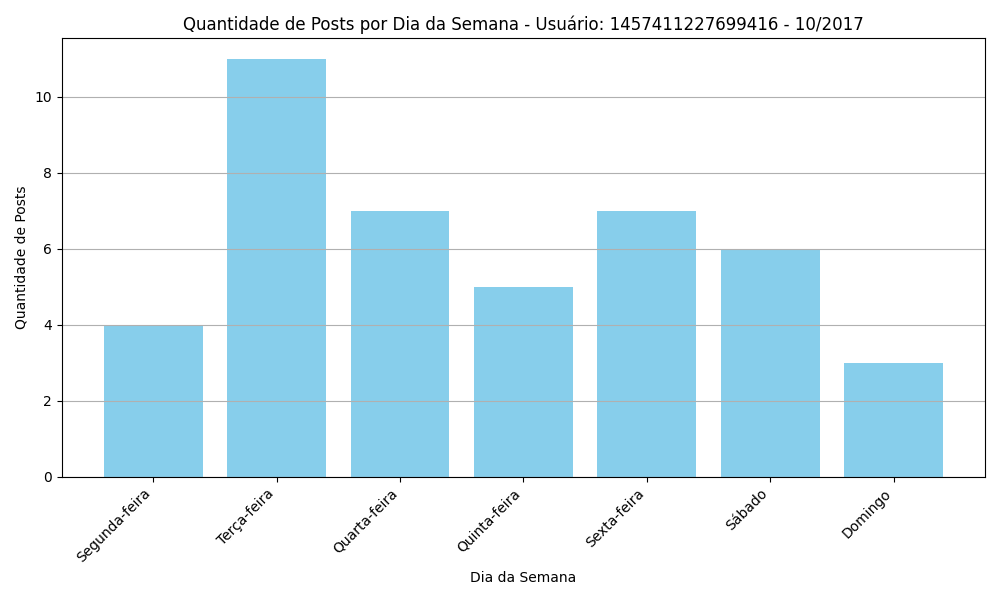 Quantidade de Posts por Dia da Semana - Usuário: 1457411227699416 - 10/2017
Quantidade de Posts
10
8
6
4
2
0
Segunda-feira
Terça-feira
Quarta-feira
Quinta-feira
Sexta-feira
Sábado
Domingo
Dia da Semana